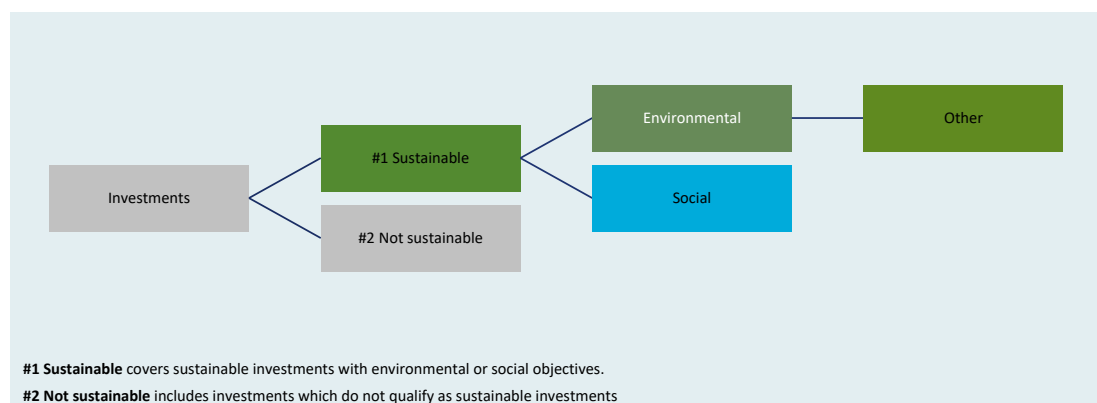 Environmental
Other
#1 Sustainable
Investments
Social
#2 Not sustainable
#1 Sustainable covers sustainable investments with environmental or social objectives.
#2 Not sustainable includes investments which do not qualify as sustainable investments